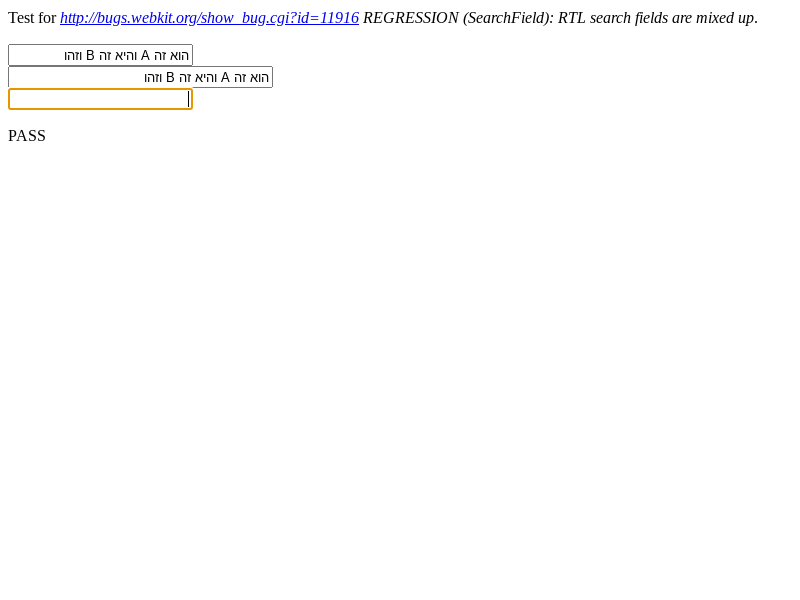 Test for http://bugs.webkit.org/show_bug.cgi?id=11916 REGRESSION (SearchField): RTL search fields are mixed up.
הוא זה A והיא זה B וזהו
הוא זה A והיא זה B וזהו
PASS